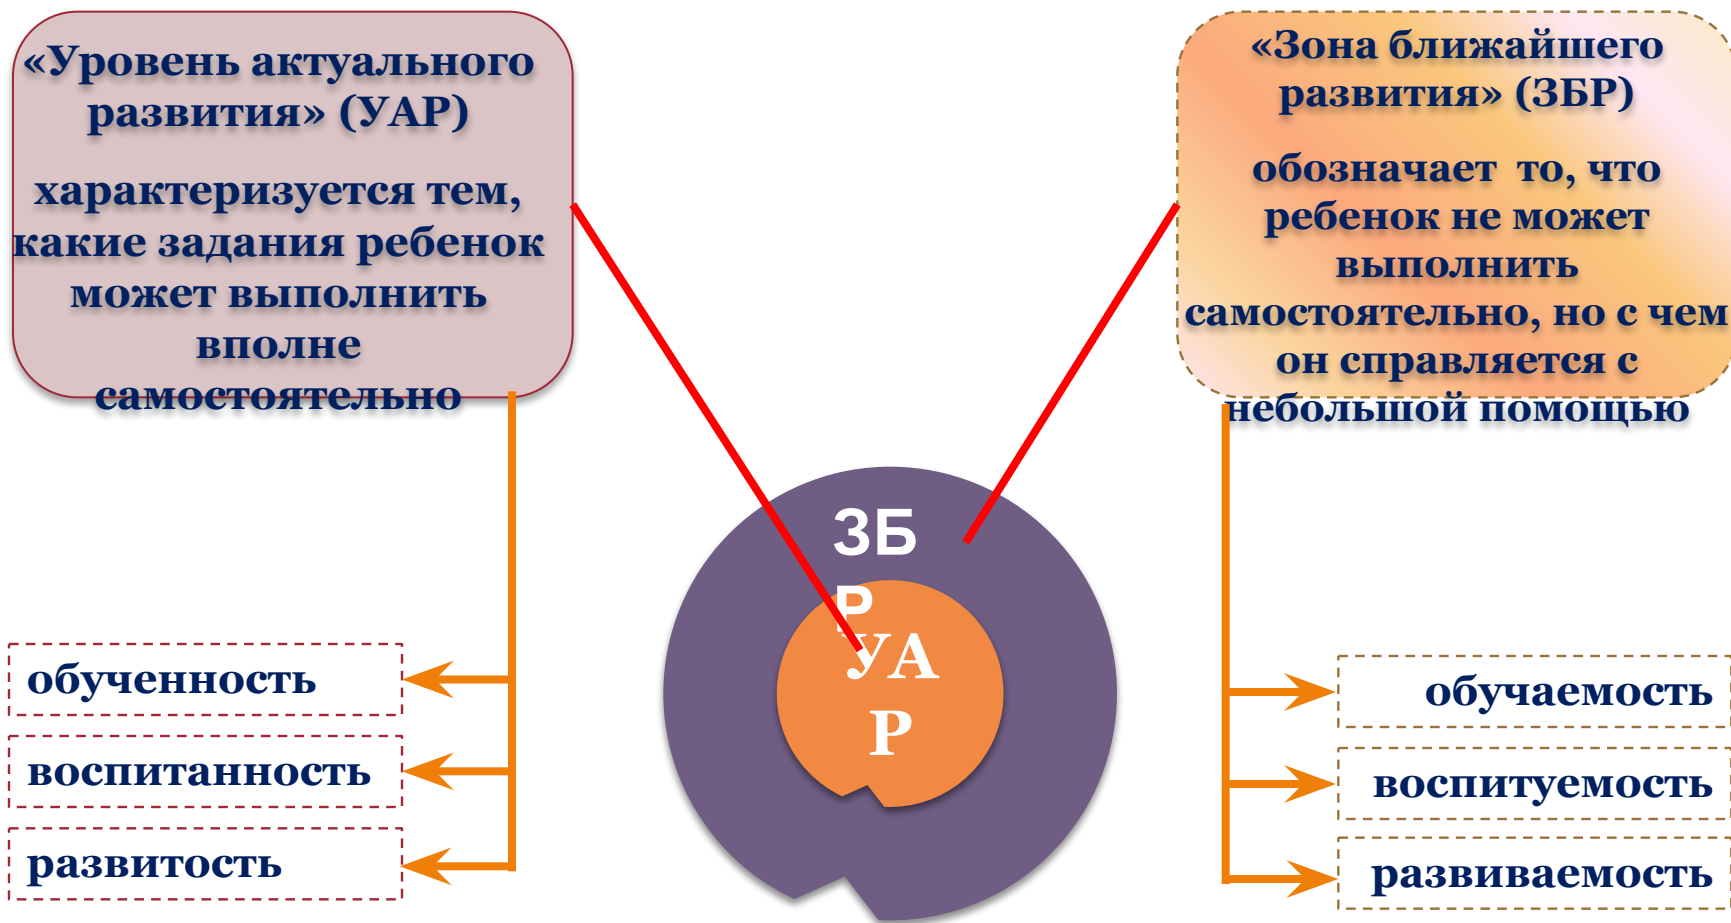 «Уровень актуального
развития» (УАР)
характеризуется тем,
какие задания ребенок
может выполнить
вполне
самостоятельно
«Зона ближайшего
развития» (ЗБР)
обозначает то, что
ребенок не может
выполнить
самостоятельно, но с чем
он справляется с
небольшой помощью
ЗБ
Р
УА
Р
обученность
воспитанность
развитость
обучаемость
воспитуемость
развиваемость